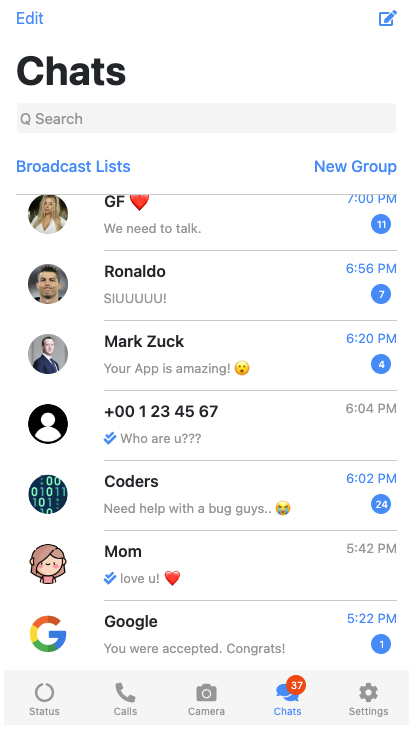 Edit
Chats
Q Search
Broadcast Lists New Group
GF ❤️ 7:00 PM
We need to talk. 11
Ronaldo 6:56 PM
SIUUUUU! 7
Mark Zuck 6:20 PM
Your App is amazing! 😮 4
+00 1 23 45 67 6:04 PM
Who are u???
Coders 6:02 PM
Need help with a bug guys.. 😭 24
Mom 5:42 PM
love u! ❤️
Google 5:22 PM
You were accepted. Congrats! 1
37
Status Calls Camera Chats Settings